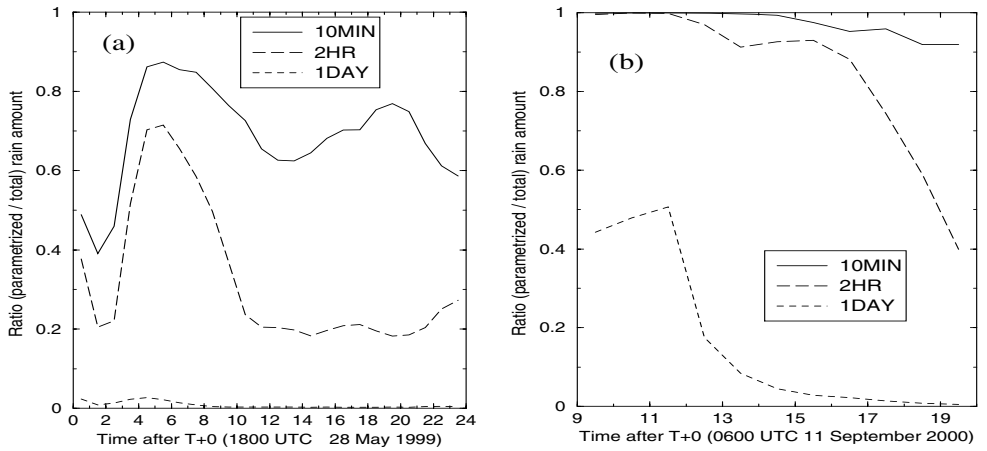 (a)
10MIN
2HR
1DAY
Ratio (parametrized / total) rain amount
1
0.8
0.6
0.4
0.2
0
0 2 4 6 8 10 12 14 16 18 20 22 24
Time after T+0 (1800 UTC 28 May 1999)
(b)
10MIN
2HR
1DAY
Ratio (parametrized / total) rain amount
1
0.8
0.6
0.4
0.2
0
9 11 13 15 17 19
Time after T+0 (0600 UTC 11 September 2000)